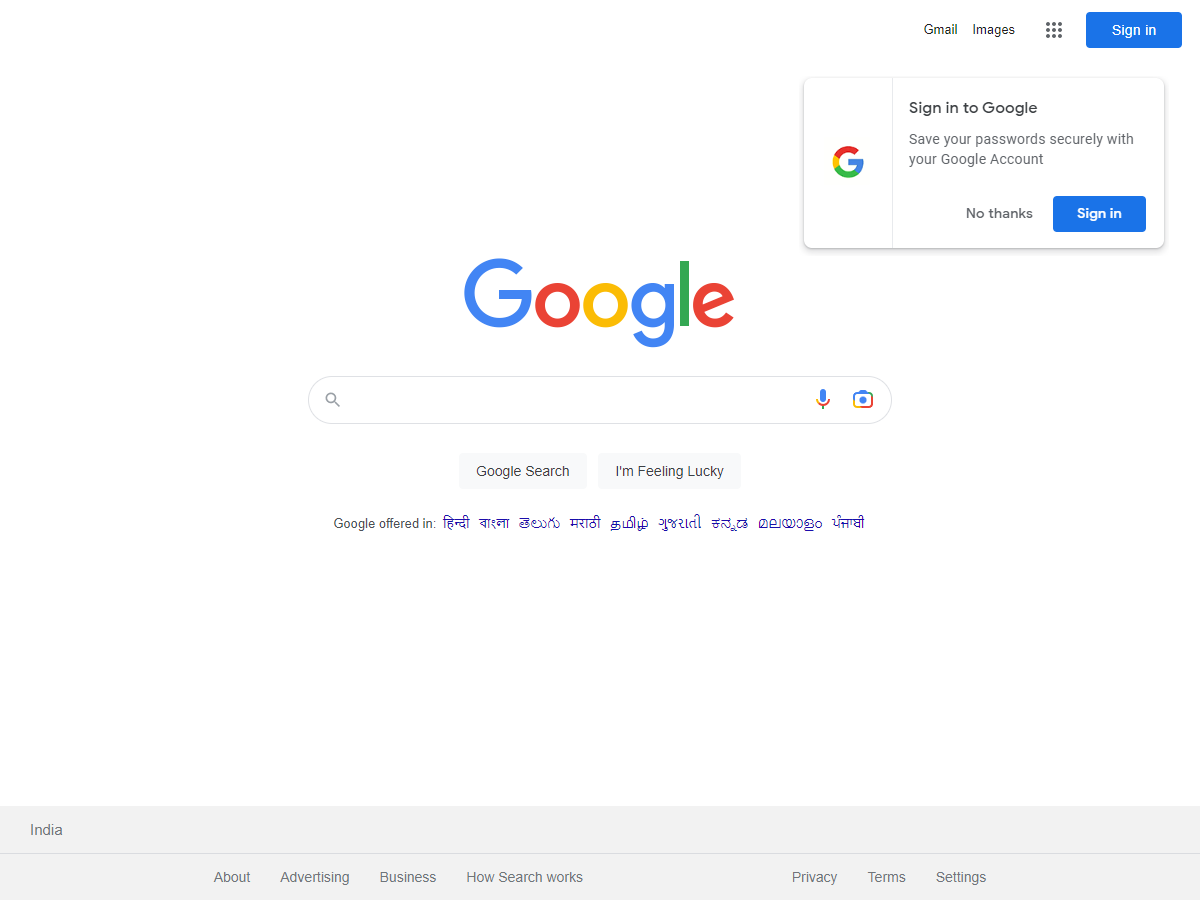 Gmail Images Sign in
Sign in to Google
Save your passwords securely with
your Google Account
No thanks Sign in
Google
Google Search I'm Feeling Lucky
Google offered in: हिन्दी বাংলা తెలుగు मराठी தமிழ் ગુજરાતી ಕನ್ನಡ മലയാളം ਪੰਜਾਬੀ
India
About Advertising Business How Search works Privacy Terms Settings